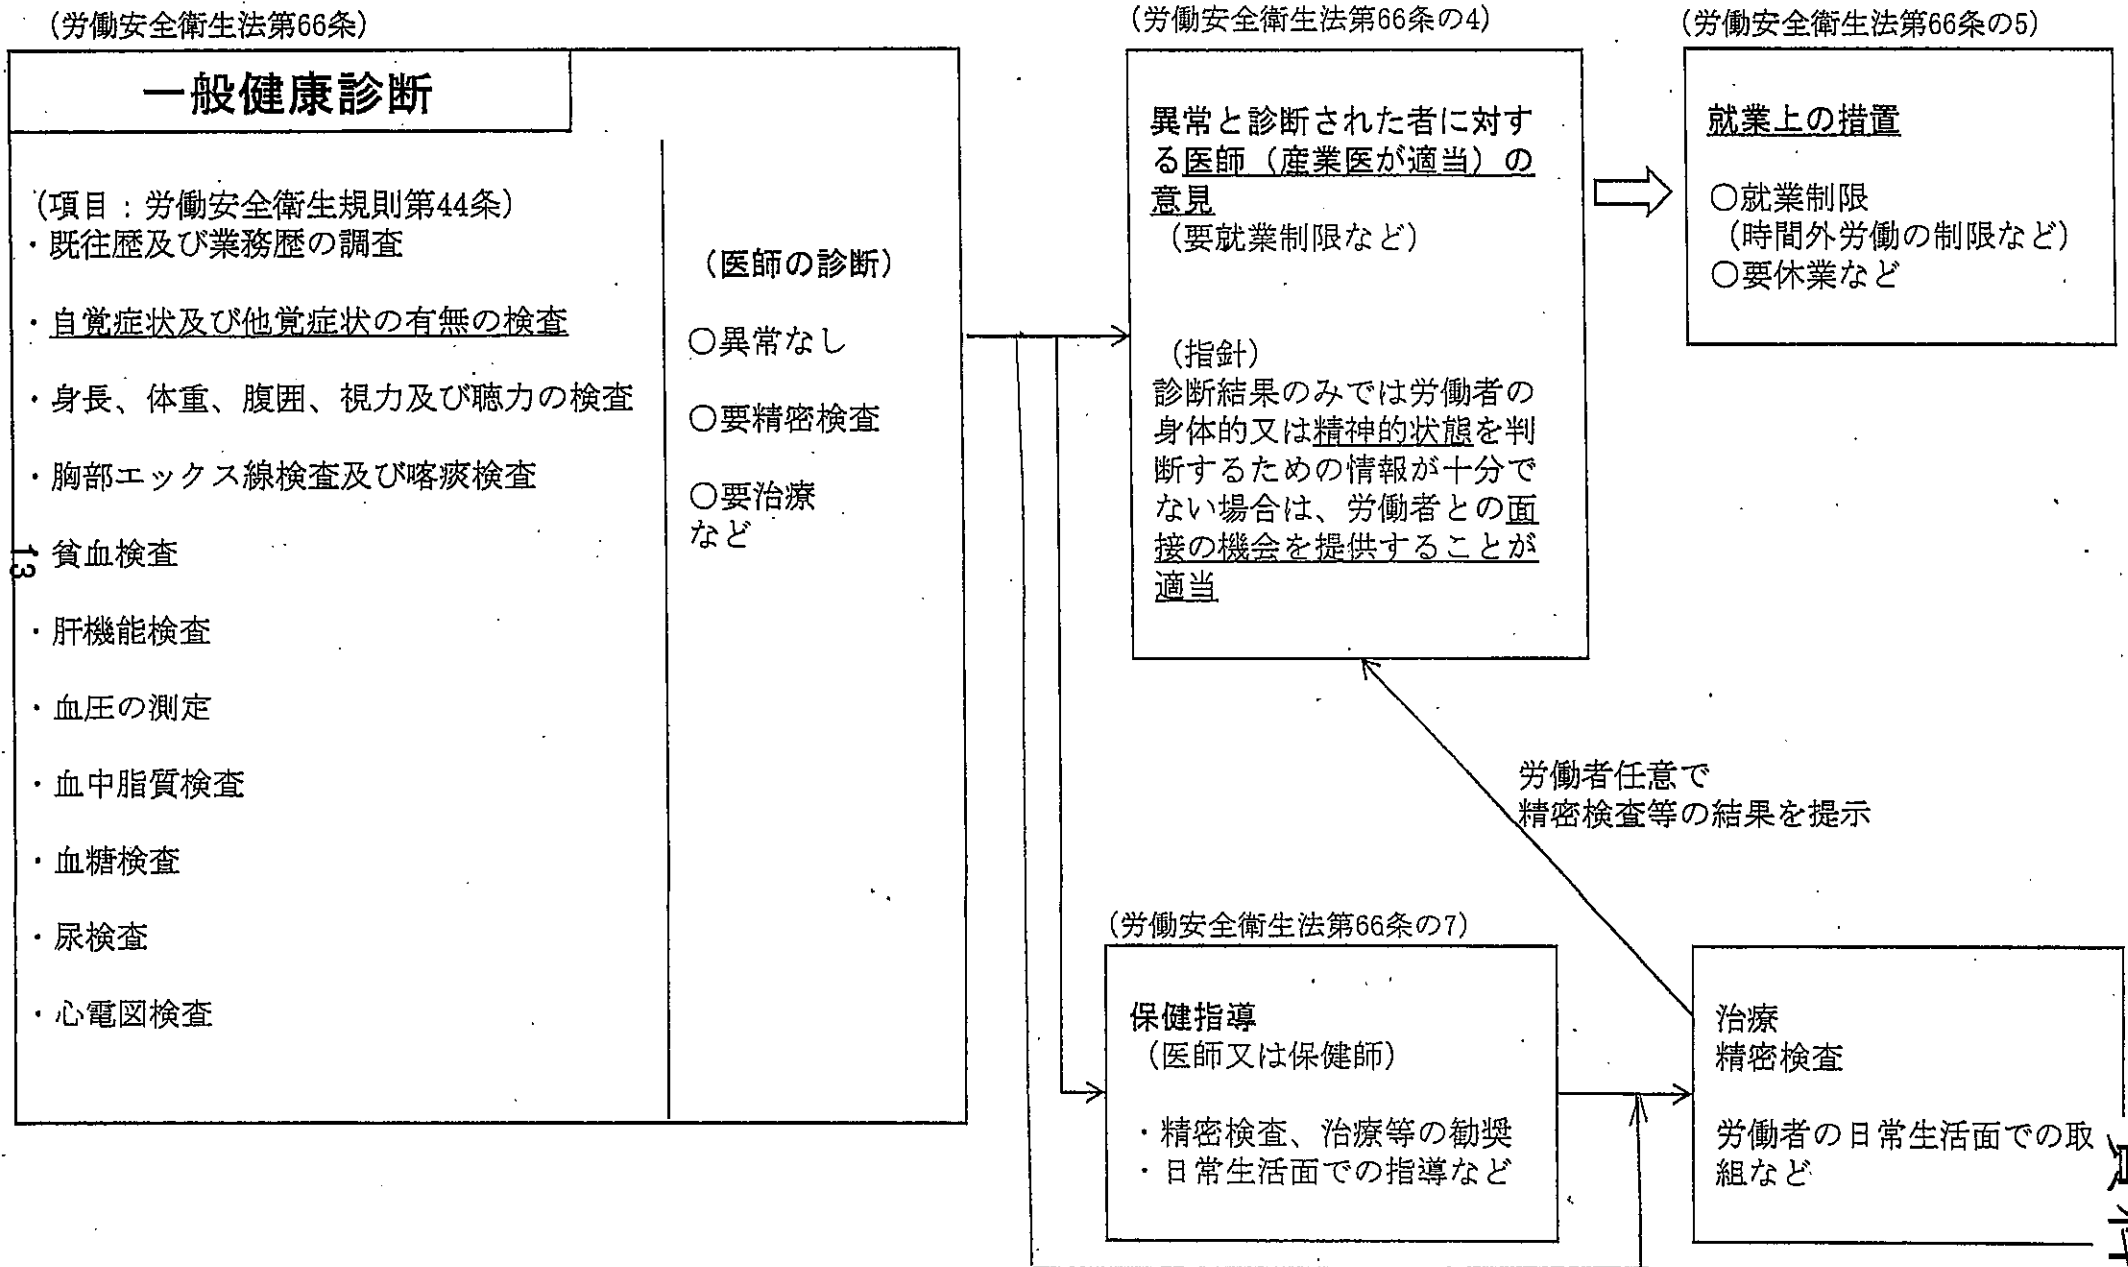 (労働安全衛生法第66条)
一般健康診断
(項目：労働安全衛生規則第44条)
・既往歴及び業務歴の調査
・自覚症状及び他覚症状の有無の検査
・身長、体重、腹囲、視力及び聴力の検査
・胸部エックス線検査及び喀痰検査
貧血検査
・肝機能検査
・血圧の測定
・血中脂質検査
・血糖検査
・尿検査
・心電図検査
13
(医師の診断)
○異常なし
○要精密検査
○要治療
など
(労働安全衛生法第66条の4)
異常と診断された者に対す
る医師（産業医が適当）の
意見
（要就業制限など）
（指針）
診断結果のみでは労働者の
身体的又は精神的状態を判
断するための情報が十分で
ない場合は、労働者との面
接の機会を提供することが
適当
(労働安全衛生法第66条の5)
就業上の措置
○就業制限
（時間外労働の制限など）
○要休業など
労働者任意で
精密検査等の結果を提示
(労働安全衛生法第66条の7)
保健指導
（医師又は保健師）
・精密検査、治療等の勧奨
・日常生活面での指導など
治療
精密検査
労働者の日常生活面での取
組など